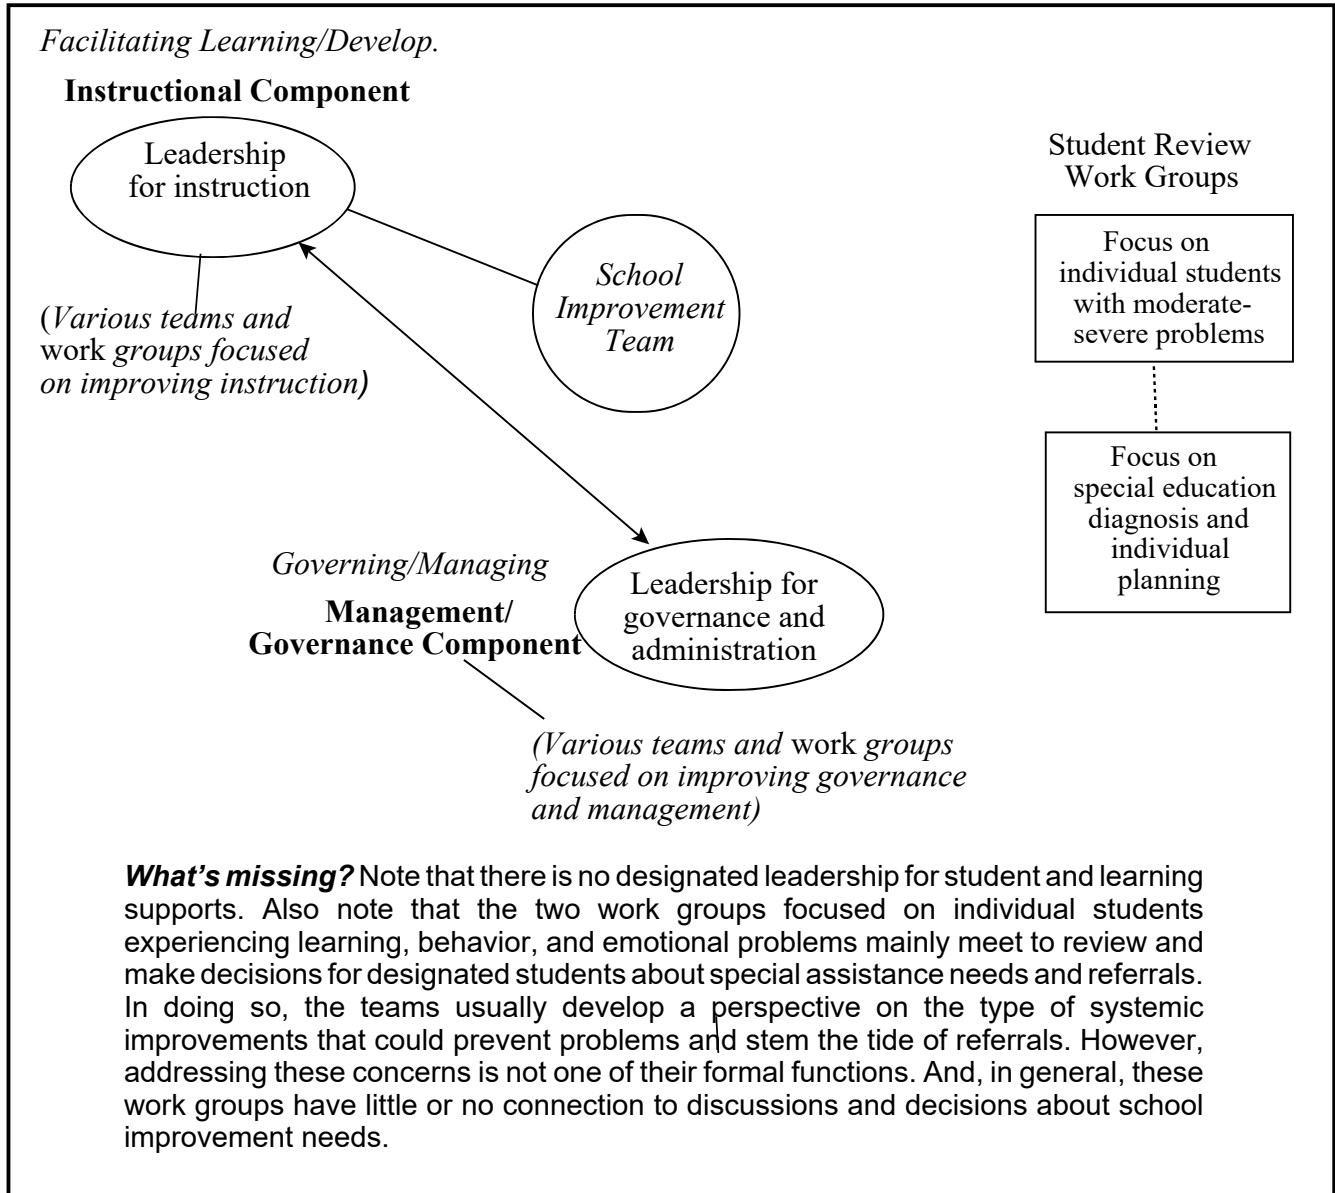 Facilitating Learning/Develop.
Instructional Component
Leadership
for instruction
(Various teams and
work groups focused
on improving instruction)
School
Improvement
Team
Student Review
Work Groups
Focus on
individual students
with moderate-
severe problems
Focus on
special education
diagnosis and
individual
planning
Governing/Managing
Management/
Governance Component
Leadership for
governance and
administration
(Various teams and work groups
focused on improving governance
and management)
What's missing? Note that there is no designated leadership for student and learning
supports. Also note that the two work groups focused on individual students
experiencing learning, behavior, and emotional problems mainly meet to review and
make decisions for designated students about special assistance needs and referrals.
In doing so, the teams usually develop a perspective on the type of systemic
improvements that could prevent problems and stem the tide of referrals. However,
addressing these concerns is not one of their formal functions. And, in general, these
work groups have little or no connection to discussions and decisions about school
improvement needs.